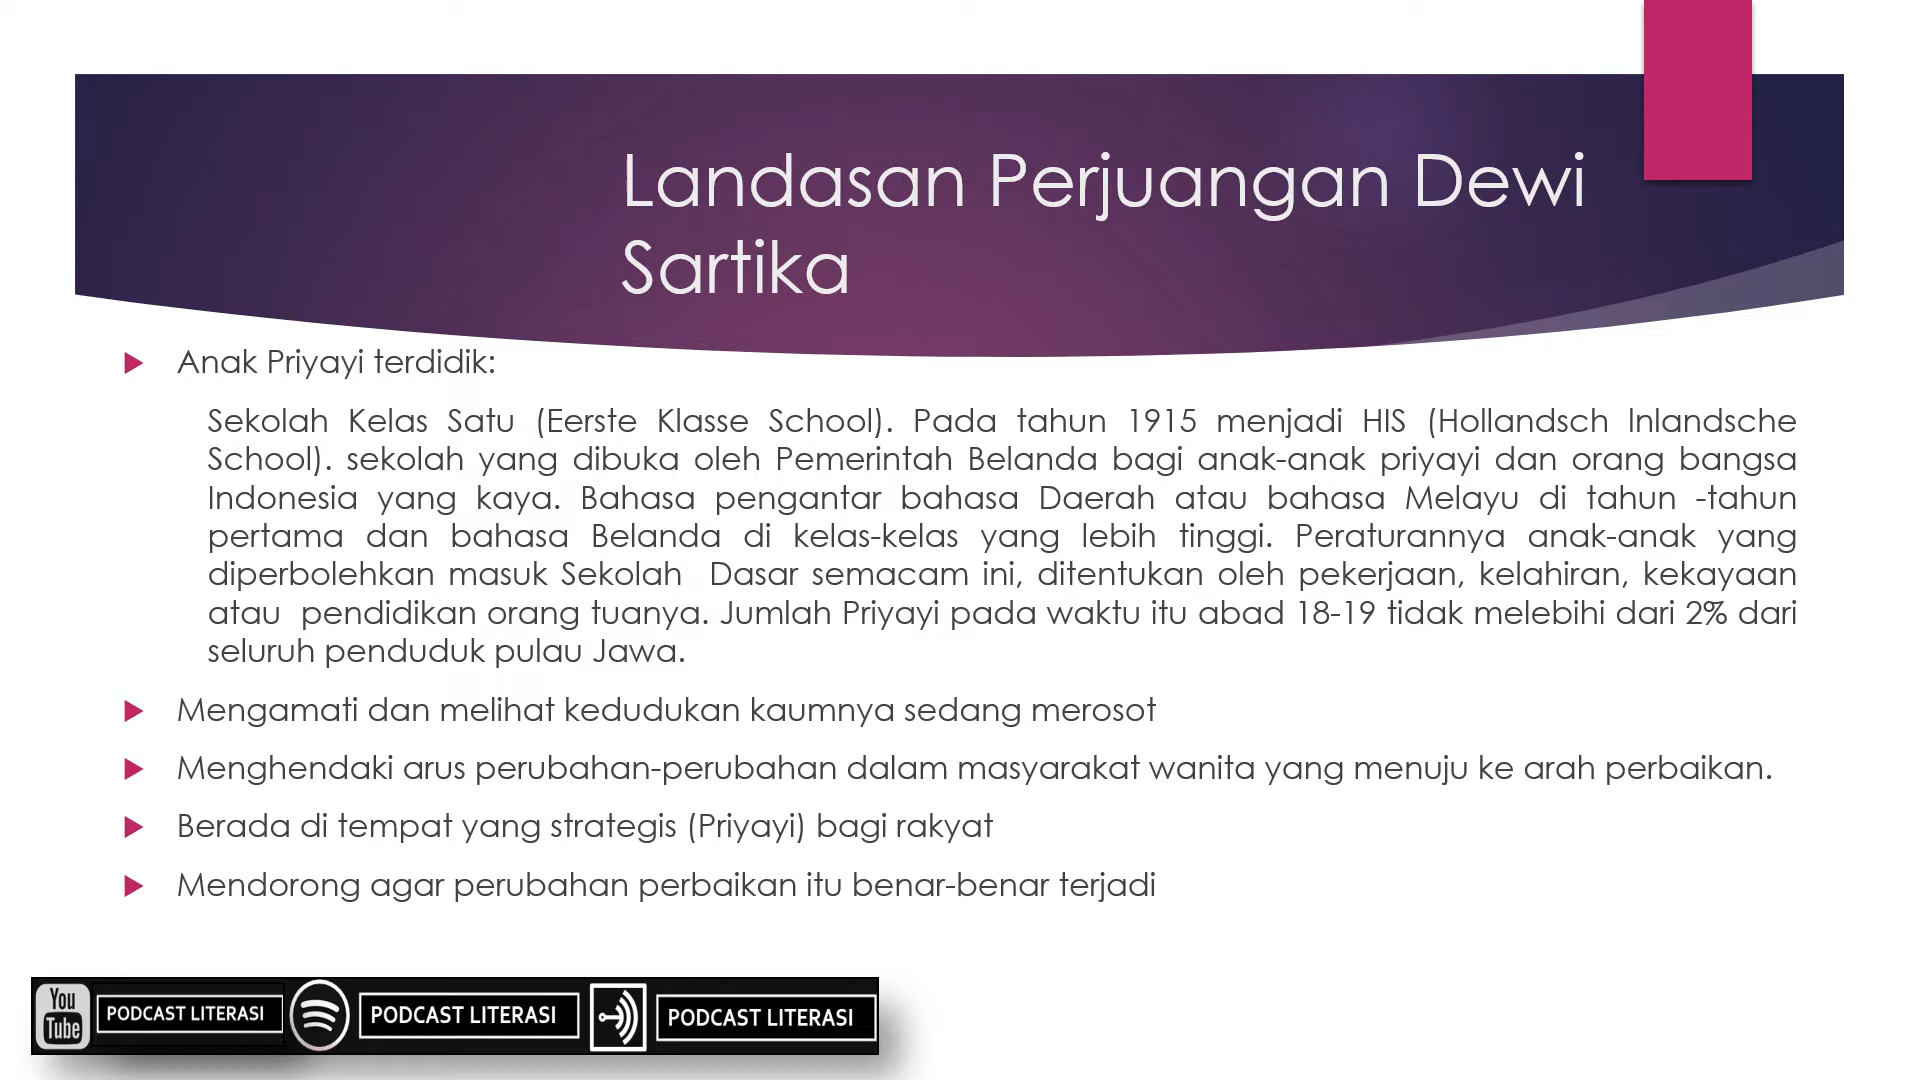 Landasan Perjuangan Dewi
Sartika
Anak Priyayi terdidik:
Sekolah Kelas Satu (Eerste Klasse School). Pada tahun 1915 menjadi HIS (Hollandsch Inlandsche
School). sekolah yang dibuka oleh Pemerintah Belanda bagi anak-anak priyayi dan orang bangsa
Indonesia yang kaya. Bahasa pengantar bahasa Daerah atau bahasa Melayu di tahun -tahun
pertama dan bahasa Belanda di kelas-kelas yang lebih tinggi. Peraturannya anak-anak yang
diperbolehkan masuk Sekolah Dasar semacam ini, ditentukan oleh pekerjaan, kelahiran, kekayaan
atau pendidikan orang tuanya. Jumlah Priyayi pada waktu itu abad 18-19 tidak melebihi dari 2% dari
seluruh penduduk pulau Jawa.
Mengamati dan melihat kedudukan kaumnya sedang merosot
Menghendaki arus perubahan-perubahan dalam masyarakat wanita yang menuju ke arah perbaikan.
Berada di tempat yang strategis (Priyayi) bagi rakyat
Mendorong agar perubahan perbaikan itu benar-benar terjadi
You Tube PODCAST LITERASI PODCAST LITERASI PODCAST LITERASI